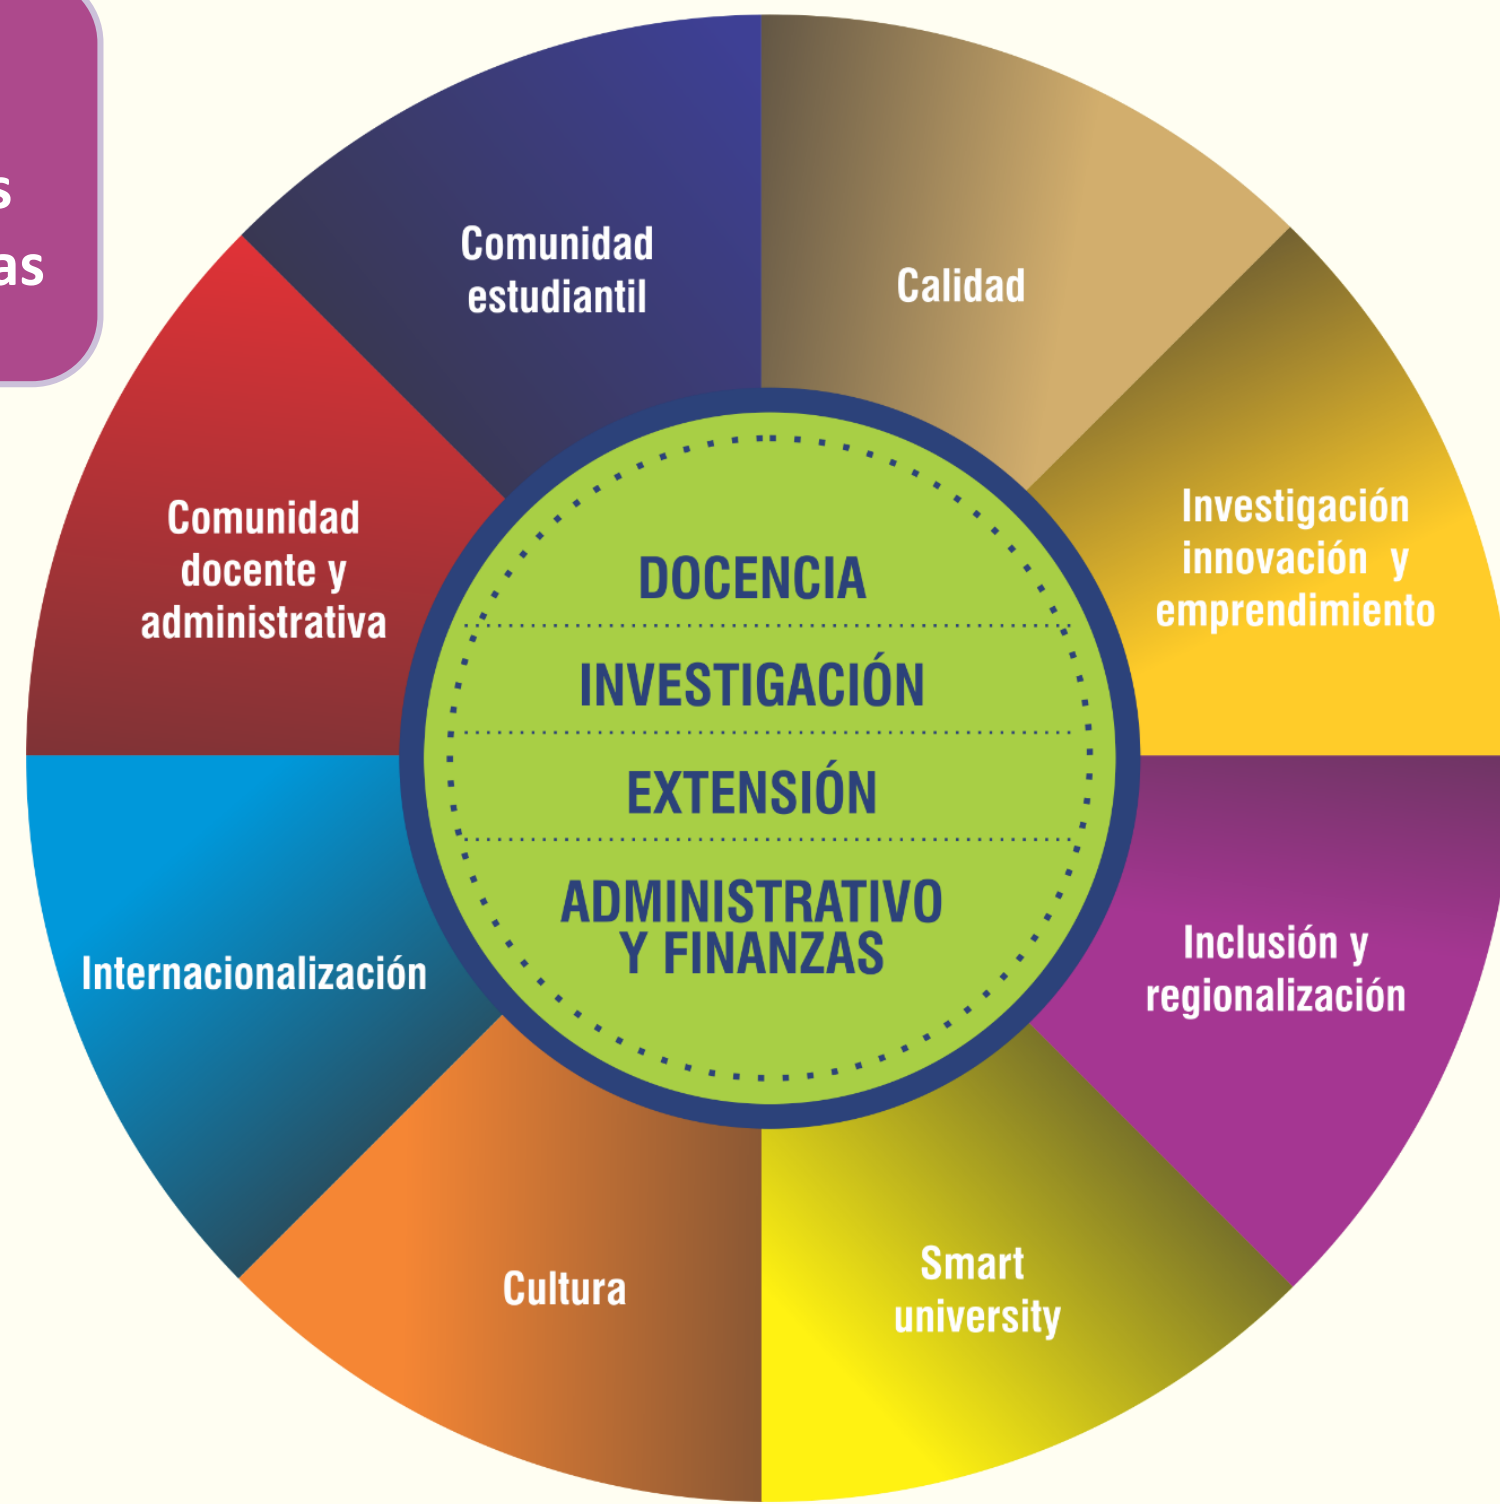 Comunidad
estudiantil
Calidad
Investigación
innovación y
emprendimiento
Inclusión y
regionalización
Smart
university
Cultura
Internacionalización
Comunidad
docente y
administrativa
DOCENCIA
INVESTIGACIÓN
EXTENSIÓN
ADMINISTRATIVO
Y FINANZAS